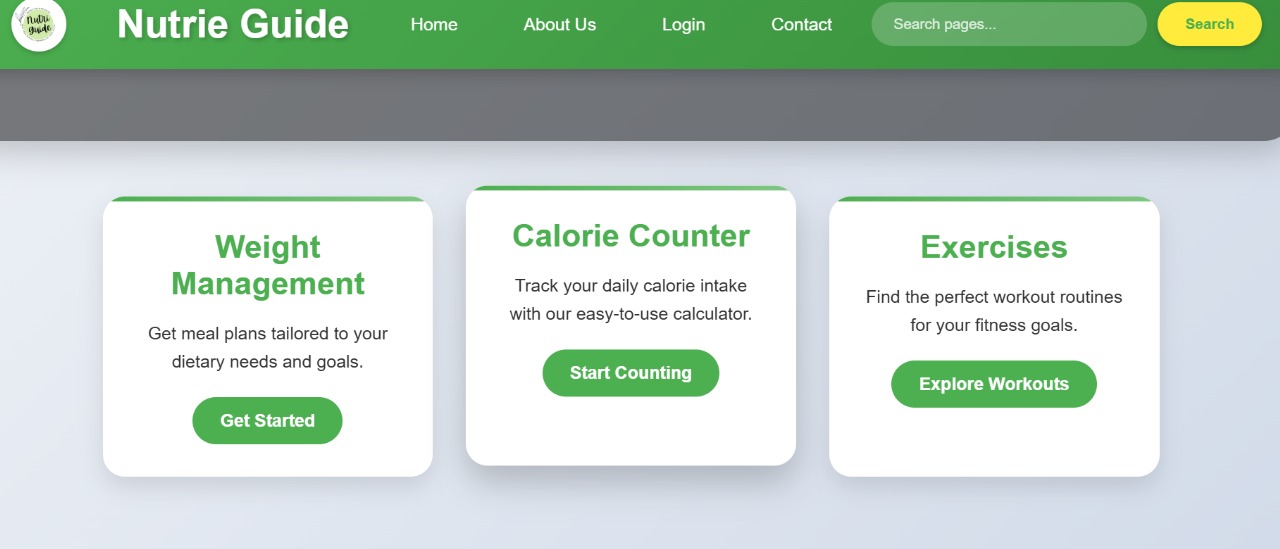 Nutri
guide
Nutrie Guide
Home
About Us
Login
Contact
Search pages...
Search
Weight
Management
Get meal plans tailored to your
dietary needs and goals.
Get Started
Calorie Counter
Track your daily calorie intake
with our easy-to-use calculator.
Start Counting
Exercises
Find the perfect workout routines
for your fitness goals.
Explore Workouts